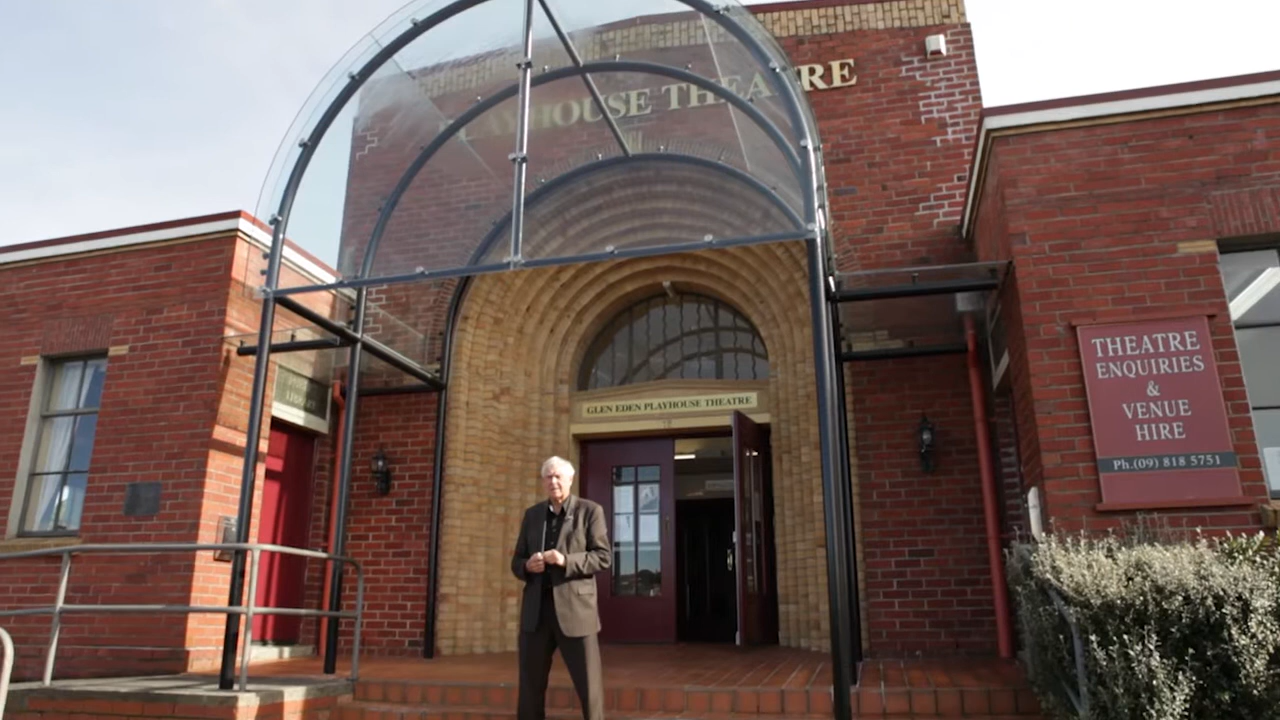 PLAYHOUSE THEATRE
GLEN EDEN PLAYHOUSE THEATRE
THEATRE
ENQUIRIES
&
VENUE
HIRE
Ph.(09) 818 5751